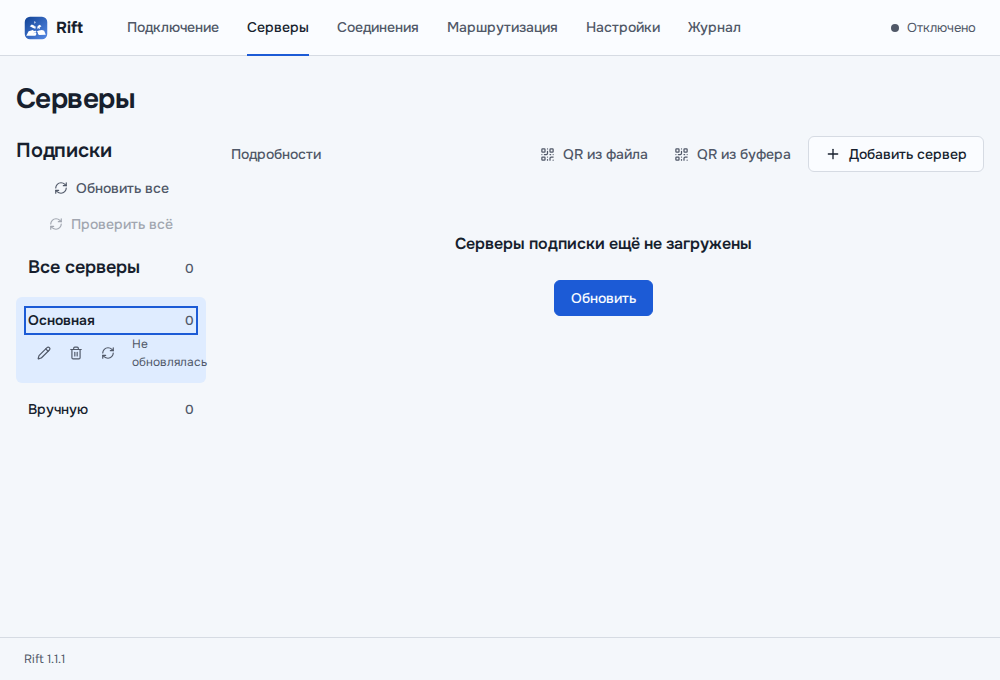 Rift
Подключение
Серверы
Соединения
Маршрутизация
Настройки
Журнал
Отключено
Серверы
Подписки
Обновить все
Проверить всё
Все серверы 0
Основная 0
Не
обновлялась
Вручную 0
Подробности
QR из файла
QR из буфера
Добавить сервер
Серверы подписки ещё не загружены
Обновить
Rift 1.1.1